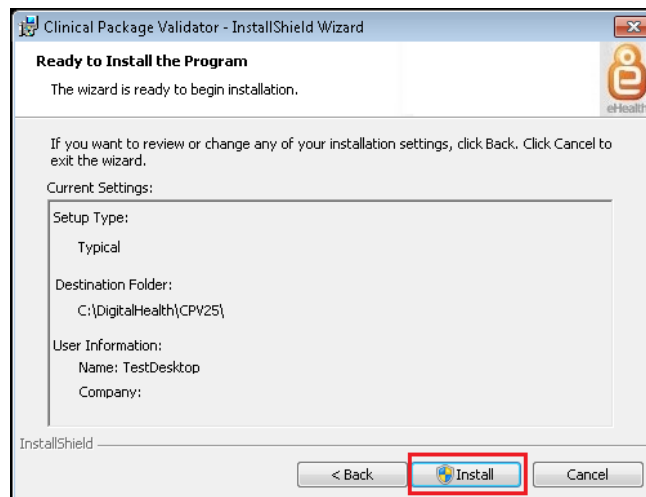 Clinical Package Validator - InstallShield Wizard
Ready to Install the Program
The wizard is ready to begin installation.
eHealth
If you want to review or change any of your installation settings, click Back. Click Cancel to
exit the wizard.
Current Settings:
Setup Type:
Typical
Destination Folder:
C:\DigitalHealth\CPV25\
User Information:
Name: TestDesktop
Company:
InstallShield
< Back
Install
Cancel